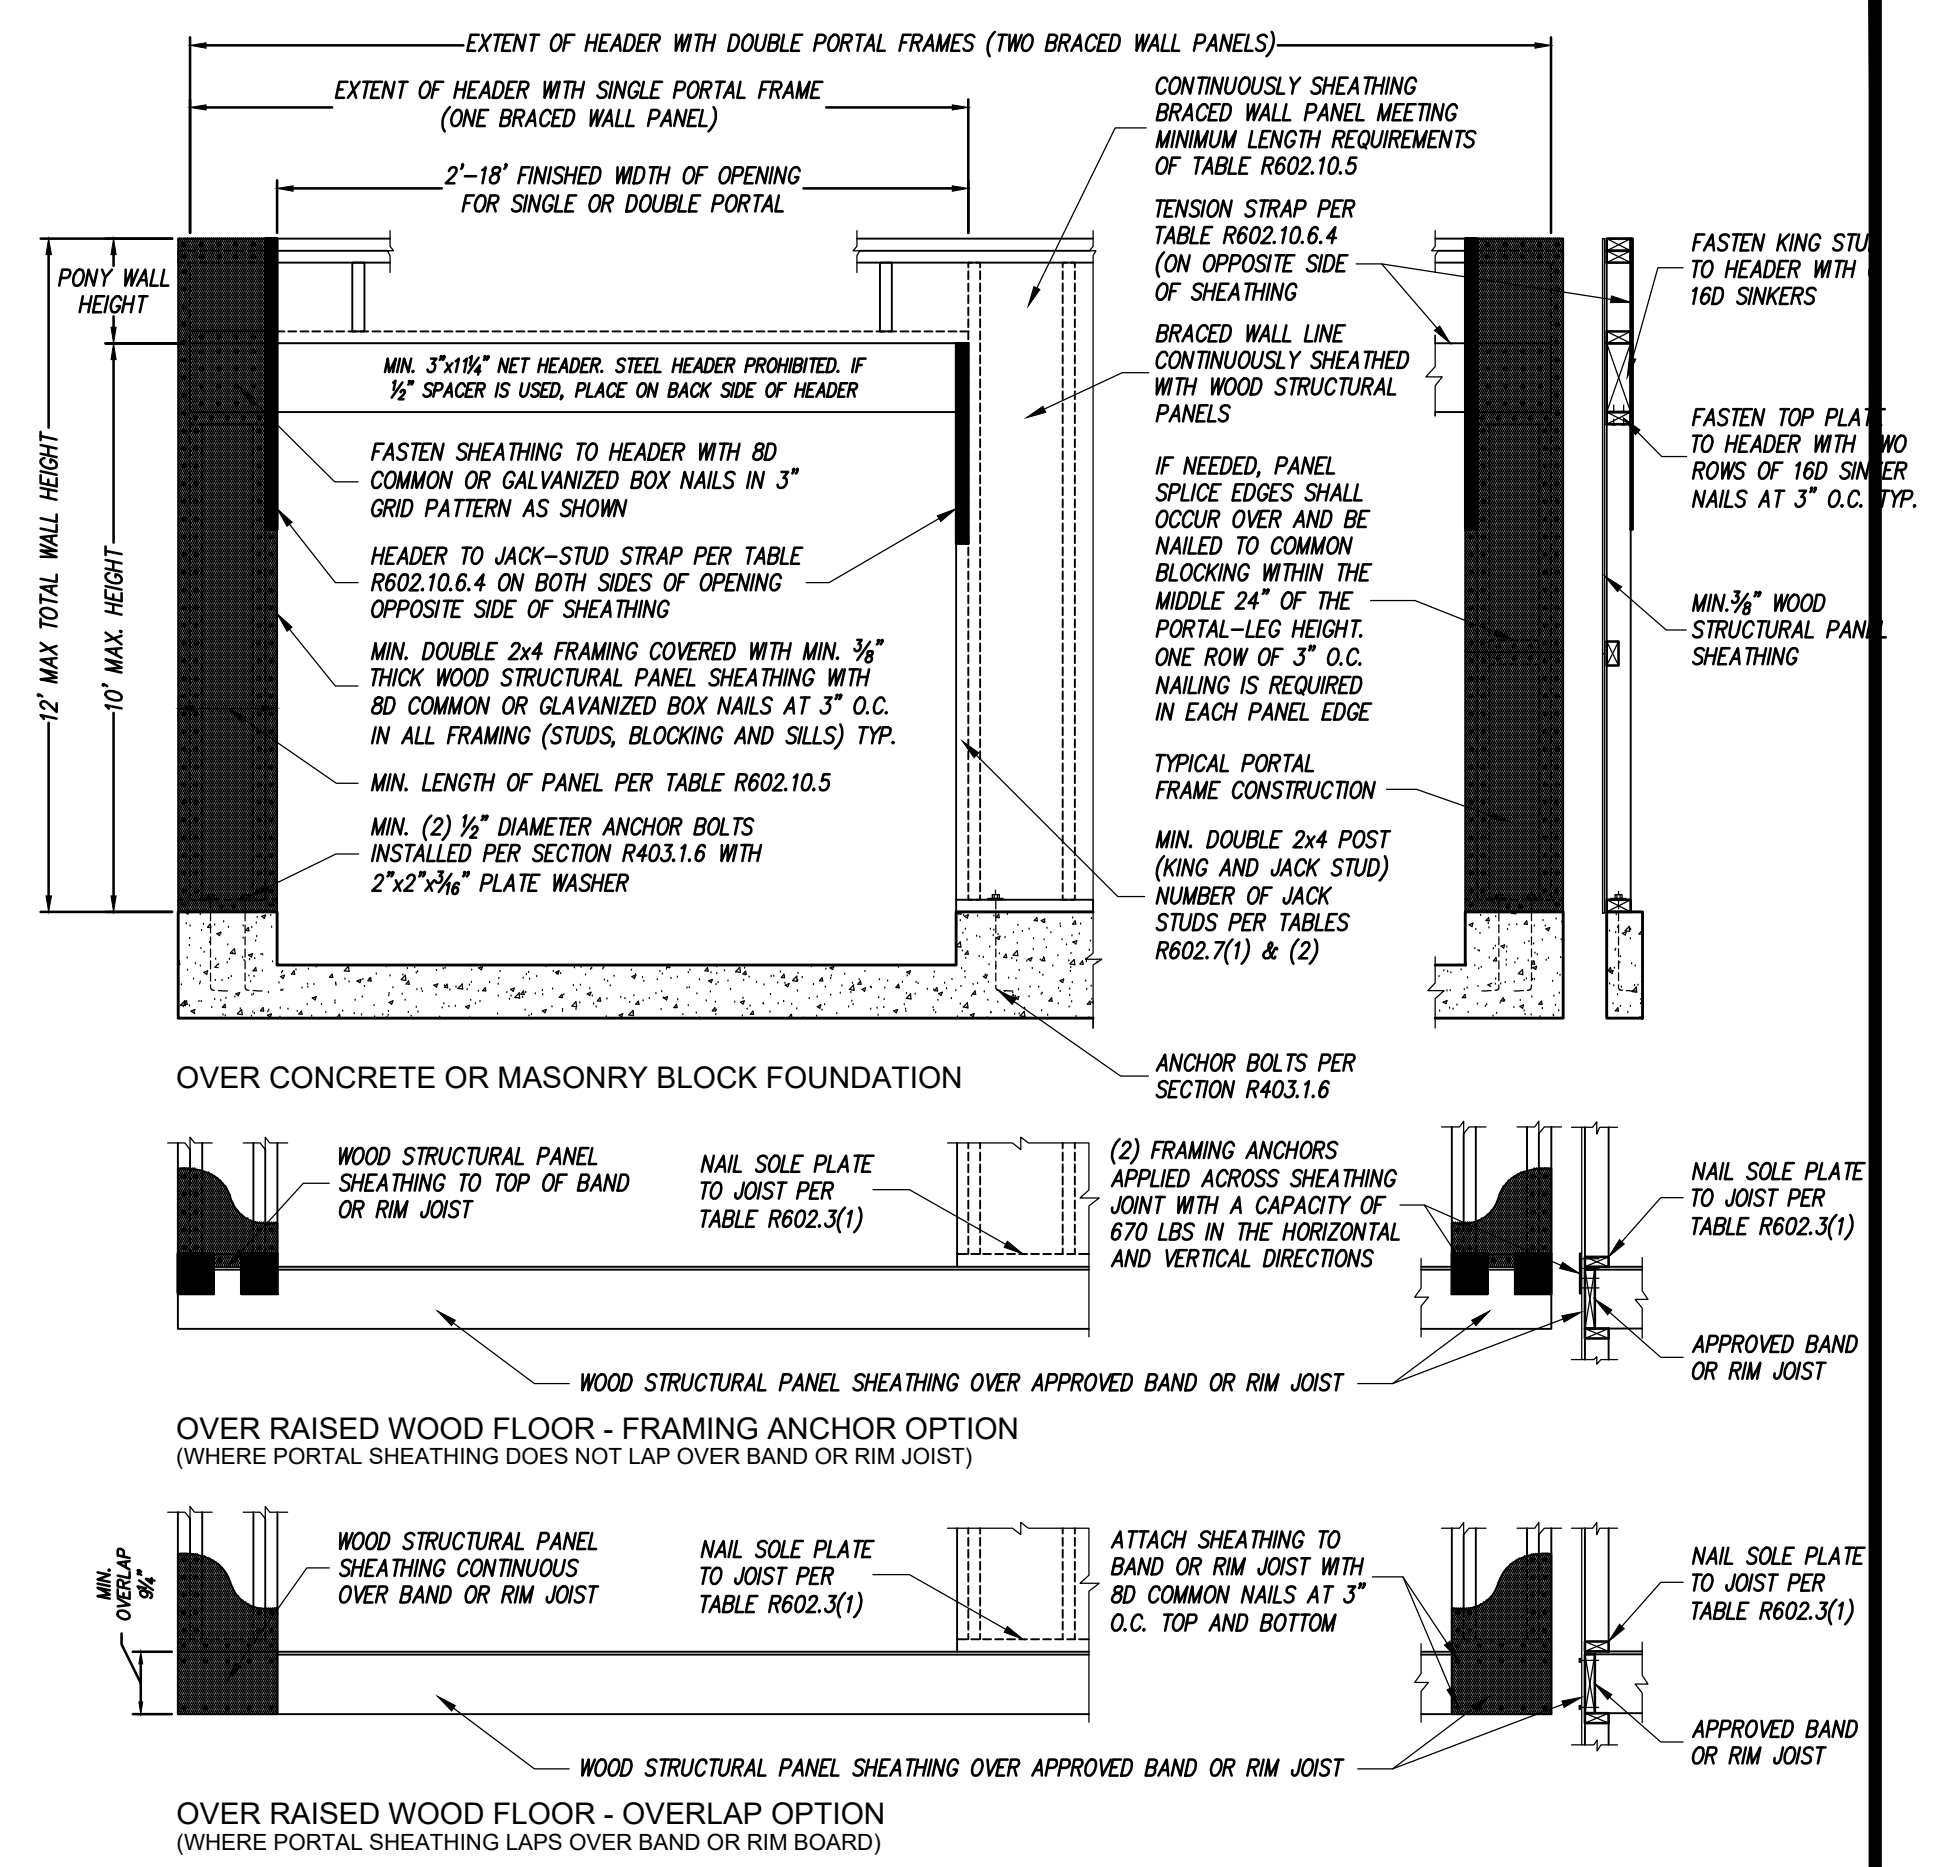 EXTENT OF HEADER WITH DOUBLE PORTAL FRAMES (TWO BRACED WALL PANELS)
EXTENT OF HEADER WITH SINGLE PORTAL FRAME
(ONE BRACED WALL PANEL)
2'-18' FINISHED WIDTH OF OPENING
FOR SINGLE OR DOUBLE PORTAL
PONY WALL
HEIGHT
12' MAX TOTAL WALL HEIGHT
10' MAX. HEIGHT
MIN. 3"x11¼" NET HEADER. STEEL HEADER PROHIBITED. IF
½" SPACER IS USED, PLACE ON BACK SIDE OF HEADER
FASTEN SHEATHING TO HEADER WITH 8D
COMMON OR GALVANIZED BOX NAILS IN 3"
GRID PATTERN AS SHOWN
HEADER TO JACK-STUD STRAP PER TABLE
R602.10.6.4 ON BOTH SIDES OF OPENING
OPPOSITE SIDE OF SHEATHING
MIN. DOUBLE 2x4 FRAMING COVERED WITH MIN. ⅜"
THICK WOOD STRUCTURAL PANEL SHEATHING WITH
8D COMMON OR GLAVANIZED BOX NAILS AT 3" O.C.
IN ALL FRAMING (STUDS, BLOCKING AND SILLS) TYP.
MIN. LENGTH OF PANEL PER TABLE R602.10.5
MIN. (2) ½" DIAMETER ANCHOR BOLTS
INSTALLED PER SECTION R403.1.6 WITH
2"x2"x3/16" PLATE WASHER
CONTINUOUSLY SHEATHING
BRACED WALL PANEL MEETING
MINIMUM LENGTH REQUIREMENTS
OF TABLE R602.10.5
TENSION STRAP PER
TABLE R602.10.6.4
(ON OPPOSITE SIDE
OF SHEATHING
BRACED WALL LINE
CONTINUOUSLY SHEATHED
WITH WOOD STRUCTURAL
PANELS
IF NEEDED, PANEL
SPLICE EDGES SHALL
OCCUR OVER AND BE
NAILED TO COMMON
BLOCKING WITHIN THE
MIDDLE 24" OF THE
PORTAL-LEG HEIGHT.
ONE ROW OF 3" O.C.
NAILING IS REQUIRED
IN EACH PANEL EDGE
TYPICAL PORTAL
FRAME CONSTRUCTION
MIN. DOUBLE 2x4 POST
(KING AND JACK STUD)
NUMBER OF JACK
STUDS PER TABLES
R602.7(1) & (2)
ANCHOR BOLTS PER
SECTION R403.1.6
FASTEN KING
TO HEADER WITH
16D SINKERS
FASTEN TOP PLATE
TO HEADER WITH
ROWS OF 16D
NAILS AT 3" O.C. TYP.
MIN.⅜" WOOD
STRUCTURAL PANEL
SHEATHING
OVER CONCRETE OR MASONRY BLOCK FOUNDATION
WOOD STRUCTURAL PANEL
SHEATHING TO TOP OF BAND
OR RIM JOIST
NAIL SOLE PLATE
TO JOIST PER
TABLE R602.3(1)
(2) FRAMING ANCHORS
APPLIED ACROSS SHEATHING
JOINT WITH A CAPACITY OF
670 LBS IN THE HORIZONTAL
AND VERTICAL DIRECTIONS
NAIL SOLE PLATE
TO JOIST PER
TABLE R602.3(1)
APPROVED BAND
OR RIM JOIST
WOOD STRUCTURAL PANEL SHEATHING OVER APPROVED BAND OR RIM JOIST
OVER RAISED WOOD FLOOR - FRAMING ANCHOR OPTION
(WHERE PORTAL SHEATHING DOES NOT LAP OVER BAND OR RIM JOIST)
MIN.
OVERLAP
9¼"
WOOD STRUCTURAL PANEL
SHEATHING CONTINUOUS
OVER BAND OR RIM JOIST
NAIL SOLE PLATE
TO JOIST PER
TABLE R602.3(1)
ATTACH SHEATHING TO
BAND OR RIM JOIST WITH
8D COMMON NAILS AT 3"
O.C. TOP AND BOTTOM
NAIL SOLE PLATE
TO JOIST PER
TABLE R602.3(1)
APPROVED BAND
OR RIM JOIST
WOOD STRUCTURAL PANEL SHEATHING OVER APPROVED BAND OR RIM JOIST
OVER RAISED WOOD FLOOR - OVERLAP OPTION
(WHERE PORTAL SHEATHING LAPS OVER BAND OR RIM BOARD)